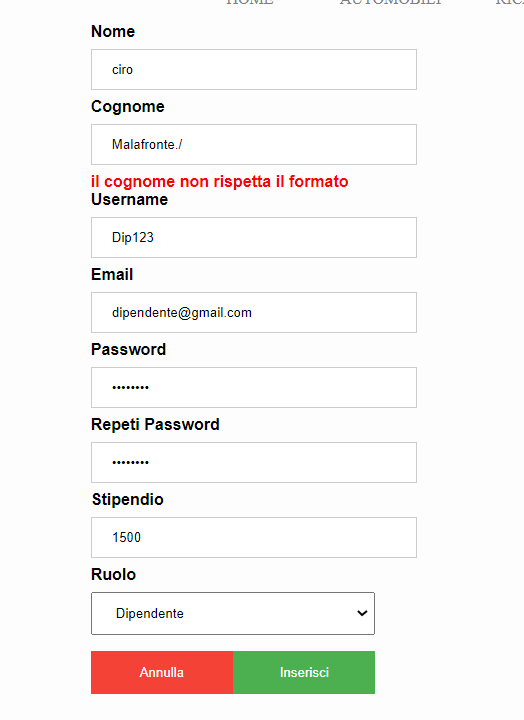 HOME AUTOMOBILI
Nome
ciro
Cognome
Malafronte./
il cognome non rispetta il formato
Username
Dip123
Email
dipendente@gmail.com
Password
••••••••
Repeti Password
••••••••
Stipendio
1500
Ruolo
Dipendente
Annulla Inserisci